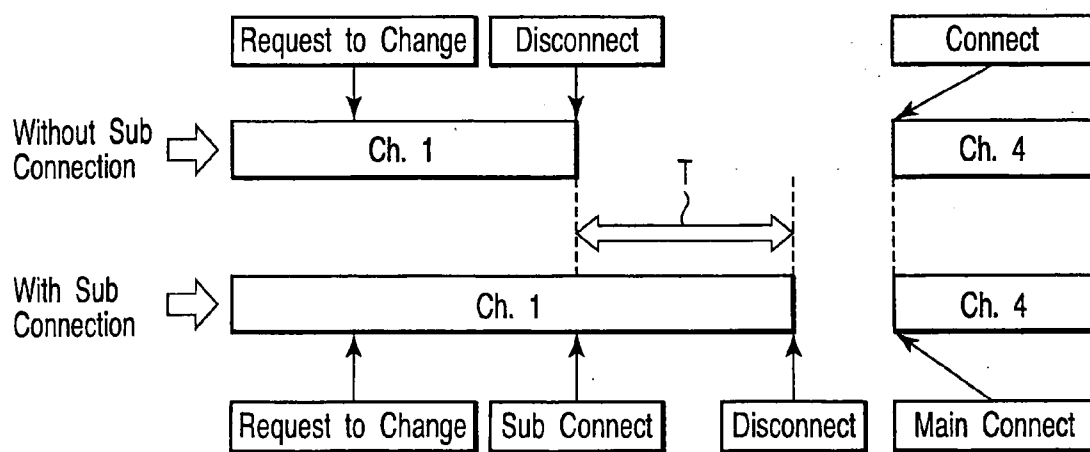 Request to Change
Disconnect
Connect
Without Sub
Connection
Ch. 1
Ch. 4
T
With Sub
Connection
Ch. 1
Ch. 4
Request to Change
Sub Connect
Disconnect
Main Connect